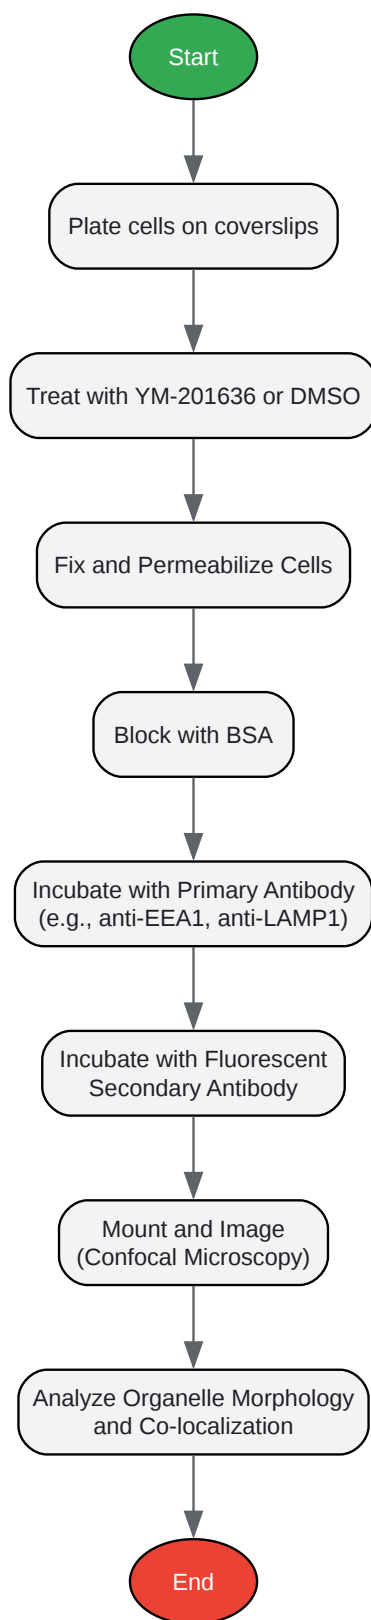 Start
Plate cells on coverslips
Treat with YM-201636 or DMSO
Fix and Permeabilize Cells
Block with BSA
Incubate with Primary Antibody
(e.g., anti-EEA1, anti-LAMP1)
Incubate with Fluorescent
Secondary Antibody
Mount and Image
(Confocal Microscopy)
Analyze Organelle Morphology
and Co-localization
End